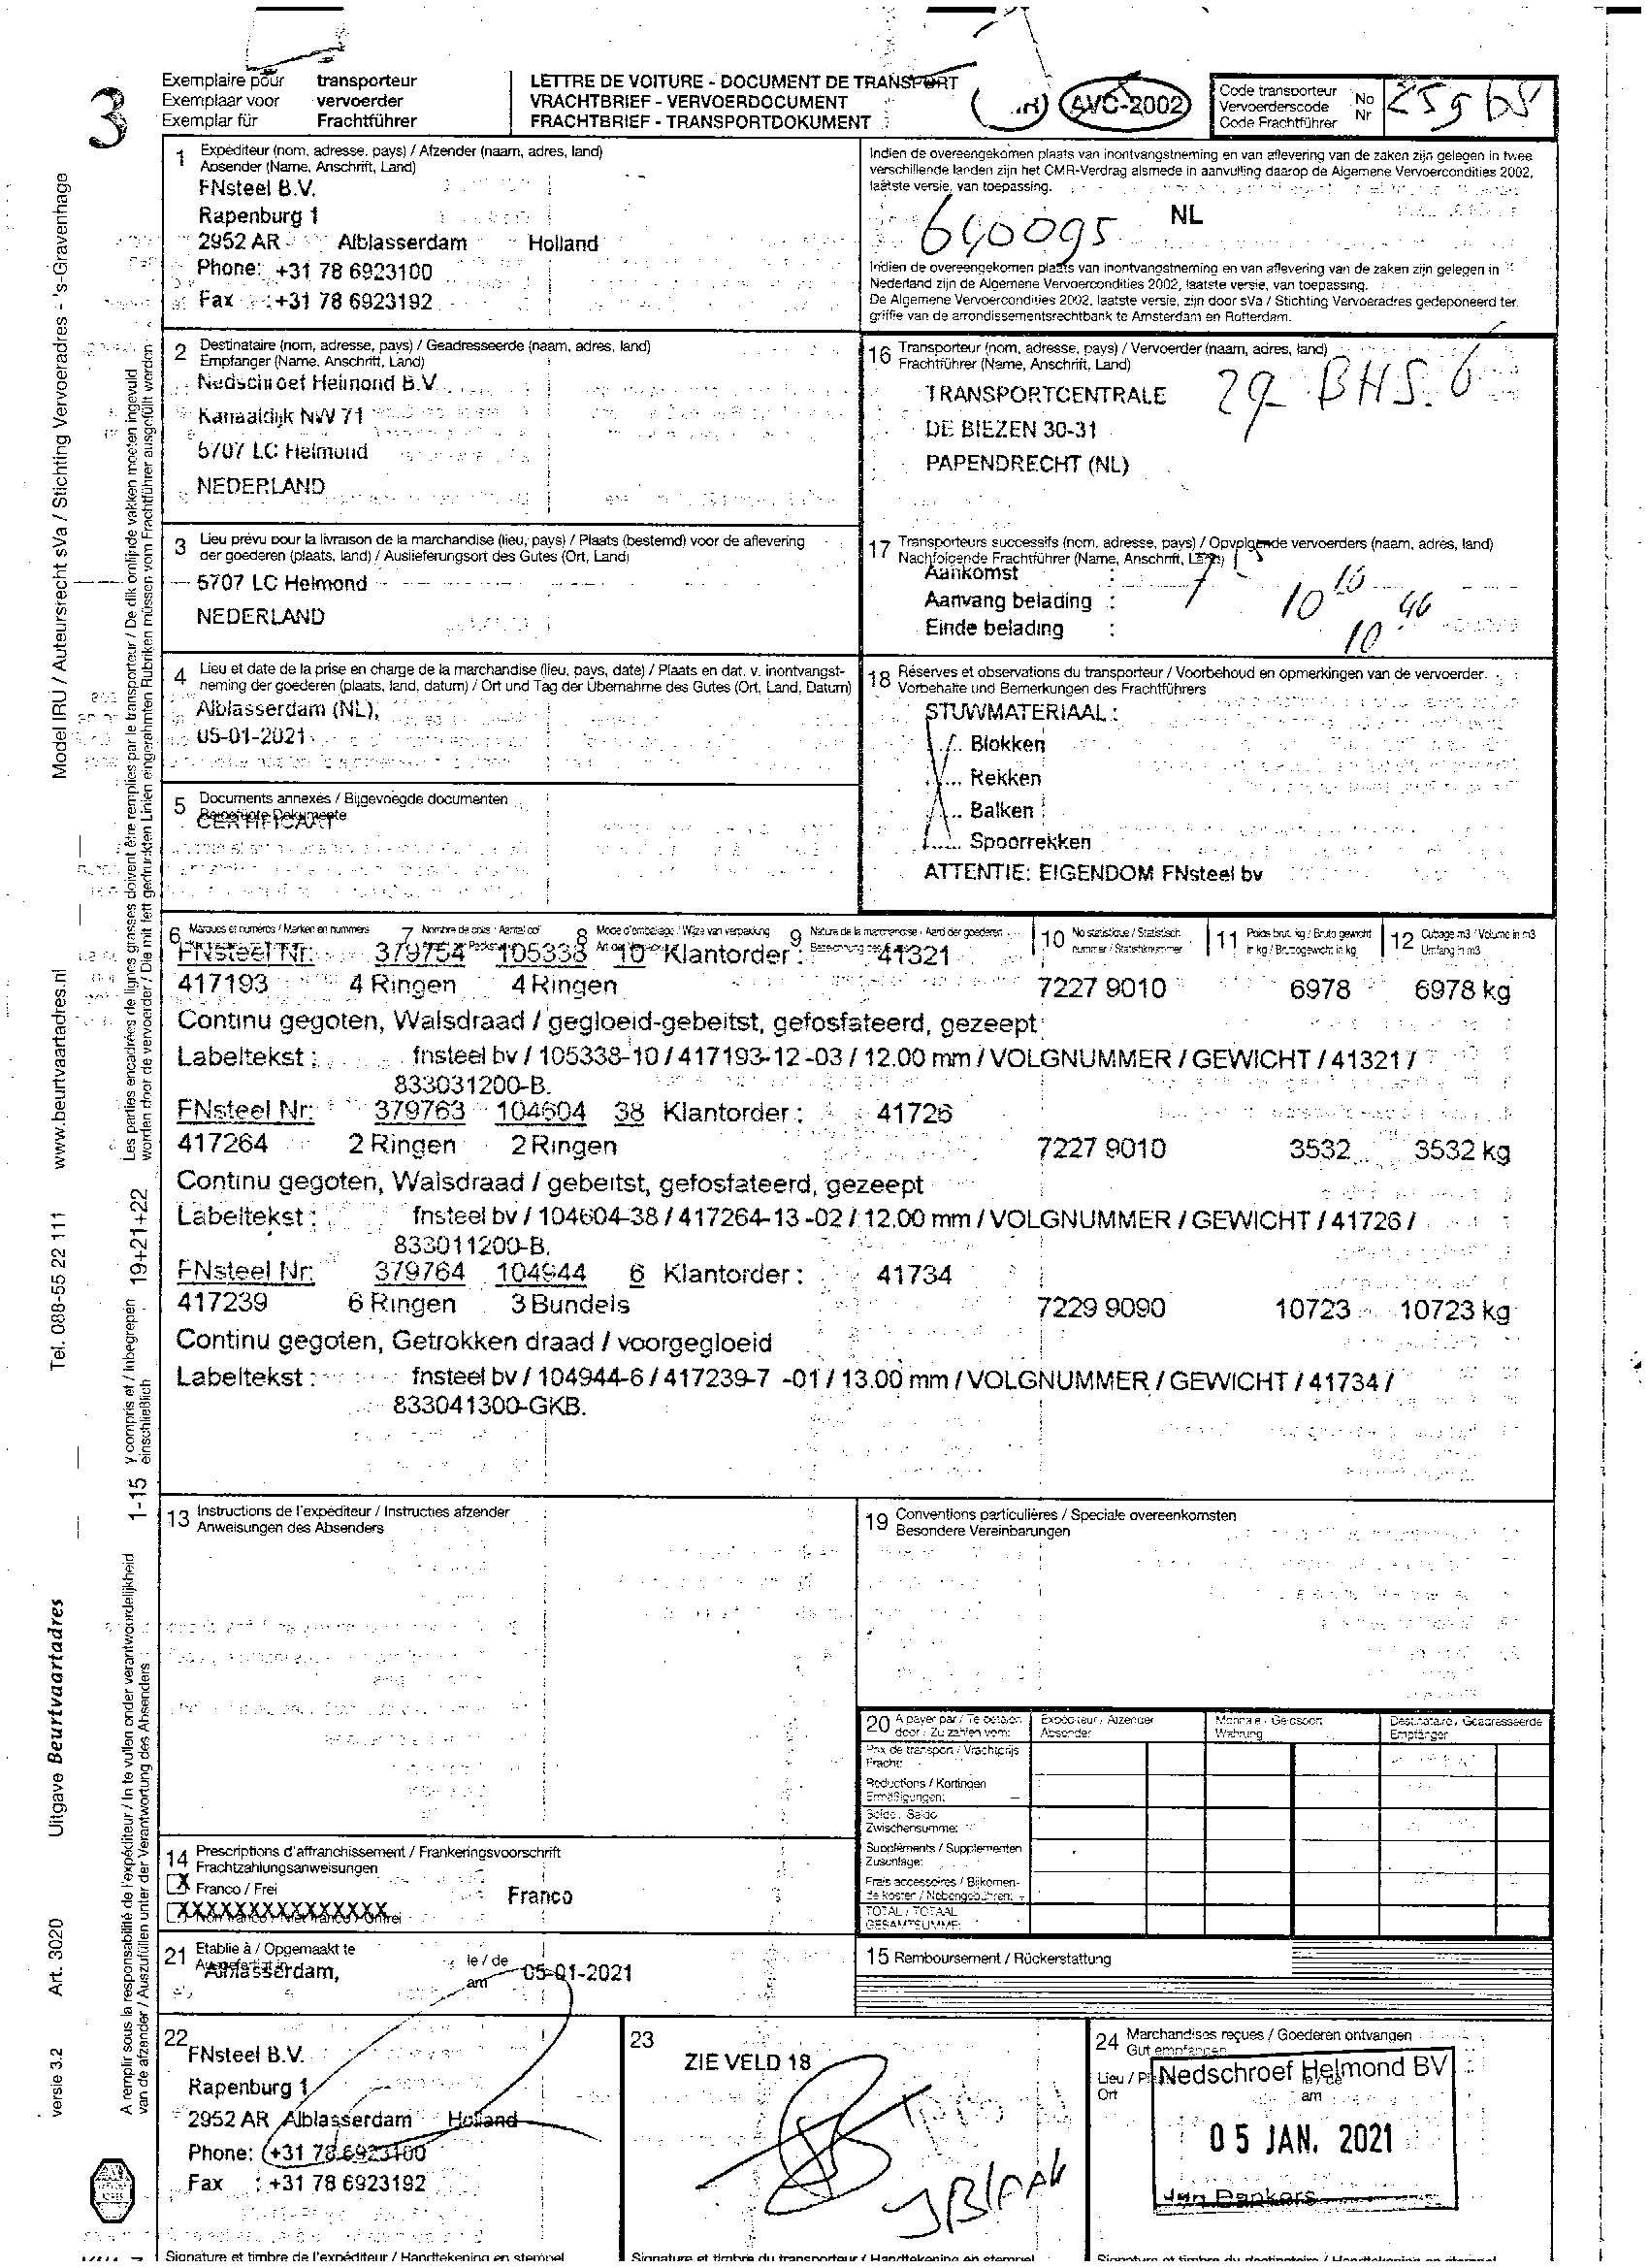 3
Exemplaire pour transporteur
Exemplaar voor vervoerder
Exemplar für Frachtführer
LETTRE DE VOITURE - DOCUMENT DE TRANSPORT
VRACHTBRIEF - VERVOERDOCUMENT
FRACHTBRIEF - TRANSPORTDOKUMENT
AVC-2002
Code transporteur
Vervoerderscode
Code Frachtführer
No
Nr
1 Expéditeur (nom, adresse, pays) / Afzender (naam, adres, land)
Absender (Name, Anschrift, Land)
FNsteel B.V.
Rapenburg 1
2952 AR Alblasserdam Holland
Phone: +31 78 6923100
Fax : +31 78 6923192
Indien de overeengekomen plaats van inontvangstneming en van aflevering van de zaken zijn gelegen in twee
verschillende landen zijn het CMR-Verdrag alsmede in aanvulling daarop de Algemene Vervoercondities 2002,
laatste versie, van toepassing.
NL
640095
Indien de overeengekomen plaats van inontvangstneming en van aflevering van de zaken zijn gelegen in
Nederland zijn de Algemene Vervoercondities 2002, laatste versie, van toepassing.
De Algemene Vervoercondities 2002, laatste versie, zijn door sVa / Stichting Vervoeradres gedeponeerd ter
griffie van de arrondissementsrechtbank te Amsterdam en Rotterdam.
2 Destinataire (nom, adresse, pays) / Geadresseerde (naam, adres, land)
Empfänger (Name, Anschrift, Land)
Nedschroef Helmond B.V.
Kanaaldijk NW 71
5707 LC Helmond
NEDERLAND
16 Transporteur (nom, adresse, pays) / Vervoerder (naam, adres, land)
Frachtführer (Name, Anschrift, Land)
TRANSPORTCENTRALE
DE BIEZEN 30-31
PAPENDRECHT (NL)
29-BHS-6
3 Lieu prévu pour la livraison de la marchandise (lieu, pays) / Plaats (bestemd) voor de aflevering
der goederen (plaats, land) / Auslieferungsort des Gutes (Ort, Land)
5707 LC Helmond
NEDERLAND
17 Transporteurs successifs (nom, adresse, pays) / Opvolgende vervoerders (naam, adres, land)
Nachfolgende Frachtführer (Name, Anschrift, Land)
Aankomst :
Aanvang belading : 10 10
Einde belading : 10 46
4 Lieu et date de la prise en charge de la marchandise (lieu, pays, date) / Plaats en dat. v. inontvangst-
neming der goederen (plaats, land, datum) / Ort und Tag der Übernahme des Gutes (Ort, Land, Datum)
Alblasserdam (NL),
05-01-2021
18 Réserves et observations du transporteur / Voorbehoud en opmerkingen van de vervoerder.
Vorbehalte und Bemerkungen des Frachtführers
STUWMATERIAAL :
Blokken
Rekken
Balken
Spoorrekken
ATTENTIE: EIGENDOM FNsteel bv
5 Documents annexés / Bijgevoegde documenten
Beigefügte Dokumente
CERTIFICAAT
6 Marques et numéros / Merken en nummers
7 Nombre de colis / Aantal colli
8 Mode d'emballage / Wijze van verpakking
9 Nature de la marchandise / Aard der goederen
10 No statistique / Statistisch
nummer / Statistiknummer
11 Poids brut, kg / Bruto gewicht
in kg / Bruttogewicht in kg
12 Cubage m3 / Volume in m3
Umfang in m3
FNsteel Nr: 379754 105338 10 Klantorder : 41321
417193 4 Ringen 4 Ringen 7227 9010 6978 6978 kg
Continu gegoten, Walsdraad / gegloeid-gebeitst, gefosfateerd, gezeept
Labeltekst : fnsteel bv / 105338-10 / 417193-12 -03 / 12.00 mm / VOLGNUMMER / GEWICHT / 41321 /
833031200-B.
FNsteel Nr: 379763 104604 38 Klantorder : 41726
417264 2 Ringen 2 Ringen 7227 9010 3532 3532 kg
Continu gegoten, Walsdraad / gebeitst, gefosfateerd, gezeept
Labeltekst : fnsteel bv / 104604-38 / 417264-13 -02 / 12.00 mm / VOLGNUMMER / GEWICHT / 41726 /
833011200-B.
FNsteel Nr: 379764 104944 6 Klantorder : 41734
417239 6 Ringen 3 Bundels 7229 9090 10723 10723 kg
Continu gegoten, Getrokken draad / voorgegloeid
Labeltekst : fnsteel bv / 104944-6 / 417239-7 -01 / 13.00 mm / VOLGNUMMER / GEWICHT / 41734 /
833041300-GKB.
13 Instructions de l'expéditeur / Instructies afzender
Anweisungen des Absenders
19 Conventions particulières / Speciale overeenkomsten
Besondere Vereinbarungen
20 A payer par / Te betalen
door / Zu zahlen vom:
Expéditeur / Afzender
Absender
Monnaie / Geldsoort
Währung
Destinataire / Geadresseerde
Empfänger
Prix de transport / Vrachtprijs
Fracht:
Reductions / Kortingen
Ermäßigungen: –
Solde / Saldo
Zwischensumme:
Suppléments / Supplementen
Zuschläge:
Frais accessoires / Bijkomen-
de kosten / Nebengebühren: +
TOTAL / TOTAAL
GESAMTSUMME:
14 Prescriptions d'affranchissement / Frankeringsvoorschrift
Frachtzahlungsanweisungen
X Franco / Frei
Franco
XXXXXXXXXXXXXXX
Non franco / Niet franco / Unfrei
21 Etablie à / Opgemaakt te
Ausgefertigt in
Alblasserdam,
le / de
am
05-01-2021
15 Remboursement / Rückerstattung
22
FNsteel B.V.
Rapenburg 1
2952 AR Alblasserdam Holland
Phone: +31 78 6923100
Fax : +31 78 6923192
23
ZIE VELD 18
24 Marchandises reçues / Goederen ontvangen
Gut empfangen
Lieu /
Ort
am
Nedschroef Helmond BV
05 JAN. 2021
Signature et timbre de l'expéditeur / Handtekening en stempel
Signature et timbre du transporteur / Handtekening en stempel
Signature et timbre du destinataire / Handtekening en stempel
Model IRU / Auteursrecht sVa / Stichting Vervoeradres - 's-Gravenhage
www.beurtvaartadres.nl
Tel. 088-55 22 111
Uitgave Beurtvaartadres
Art. 3020
versie 3.2
Les parties encadrées de lignes grasses doivent être remplies par le transporteur / De dik omlijnde vakken moeten ingevuld
worden door de vervoerder / Die mit fett gedruckten Linien eingerahmten Rubriken müssen vom Frachtführer ausgefüllt werden
19+21+22
y compris et / inbegrepen
einschließlich
1-15
A remplir sous la responsabilité de l'expéditeur / In te vullen onder verantwoordelijkheid
van de afzender / Auszufüllen unter der Verantwortung des Absenders